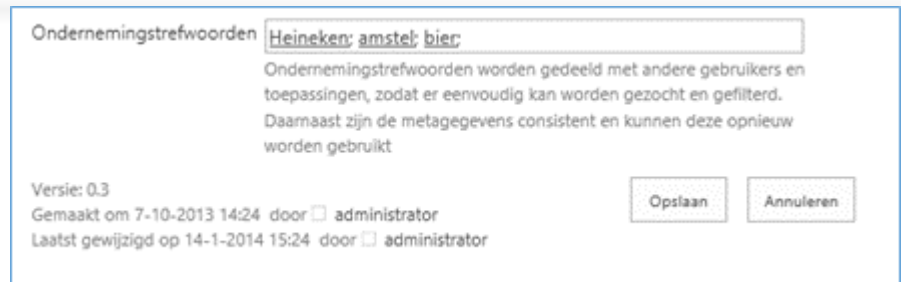 Ondernemingstrefwoorden Heineken; amstel; bier;
Ondernemingstrefwoorden worden gedeeld met andere gebruikers en
toepassingen, zodat er eenvoudig kan worden gezocht en gefilterd.
Daarnaast zijn de metagegevens consistent en kunnen deze opnieuw
worden gebruikt
Versie: 0.3
Gemaakt om 7-10-2013 14:24 door administrator
Laatst gewijzigd op 14-1-2014 15:24 door administrator
Opslaan Annuleren